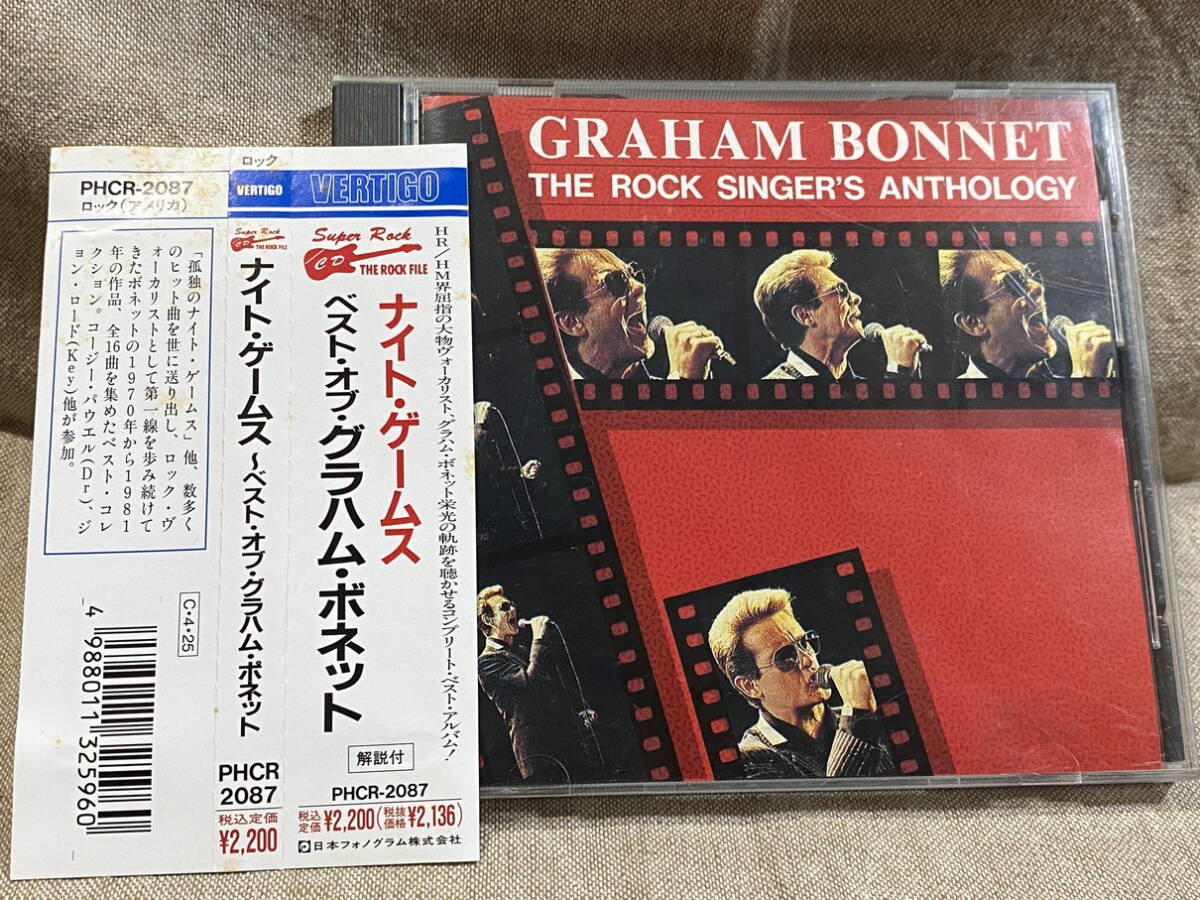 PHCR-2087
ロック(アメリカ)
「孤独のナイト・ゲームス」他、数多く
のヒット曲を世に送り出し、ロック・ヴ
ォーカリストとして第一線を歩み続けて
きたボネットの1970年から1981
年の作品、全16曲を集めたベスト・コレ
クション。コージー・パウエル(Dr)、ジ
ョン・ロード(Key)他が参加。
C・4・25
4 988011 325960
ロック
VERTIGO
Super Rock
CD THE ROCK FILE
ナイト・ゲームス〜ベスト・オブ・グラハム・ボネット
PHCR
2087
税込定価
¥2,200
VERTIGO
Super Rock
CD THE ROCK FILE
HR/HM界屈指の大物ヴォーカリスト、グラハム・ボネット栄光の軌跡を聴かせるコンプリート・ベスト・アルバム!
ナイト・ゲームス
ベスト・オブ・グラハム・ボネット
解説付
PHCR-2087
税込定価¥2,200(税抜価格¥2,136)
日本フォノグラム株式会社
GRAHAM BONNET
THE ROCK SINGER'S ANTHOLOGY